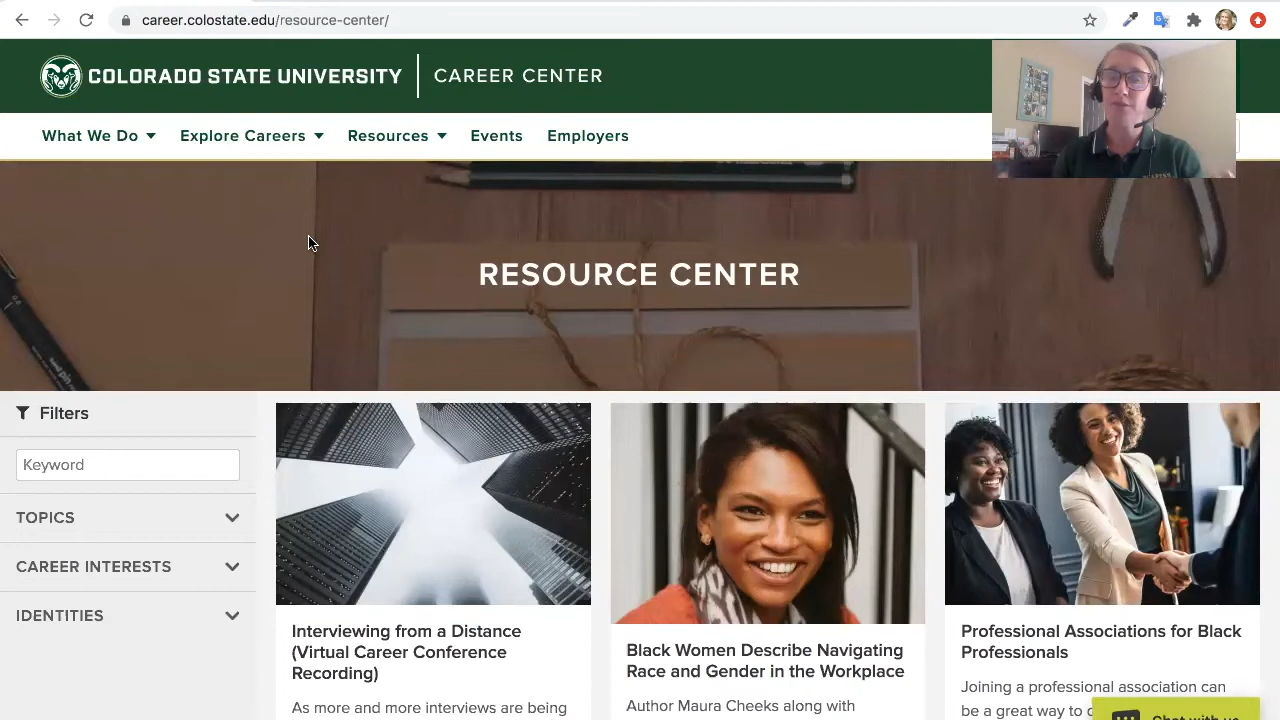 career.colostate.edu/resource-center/
COLORADO STATE UNIVERSITY
CAREER CENTER
What We Do
Explore Careers
Resources
Events
Employers
RESOURCE CENTER
Filters
Keyword
TOPICS
CAREER INTERESTS
IDENTITIES
Interviewing from a Distance
(Virtual Career Conference
Recording)
As more and more interviews are being
Black Women Describe Navigating
Race and Gender in the Workplace
Author Maura Cheeks along with
Professional Associations for Black
Professionals
Joining a professional association can
be a great way to
Chat with us